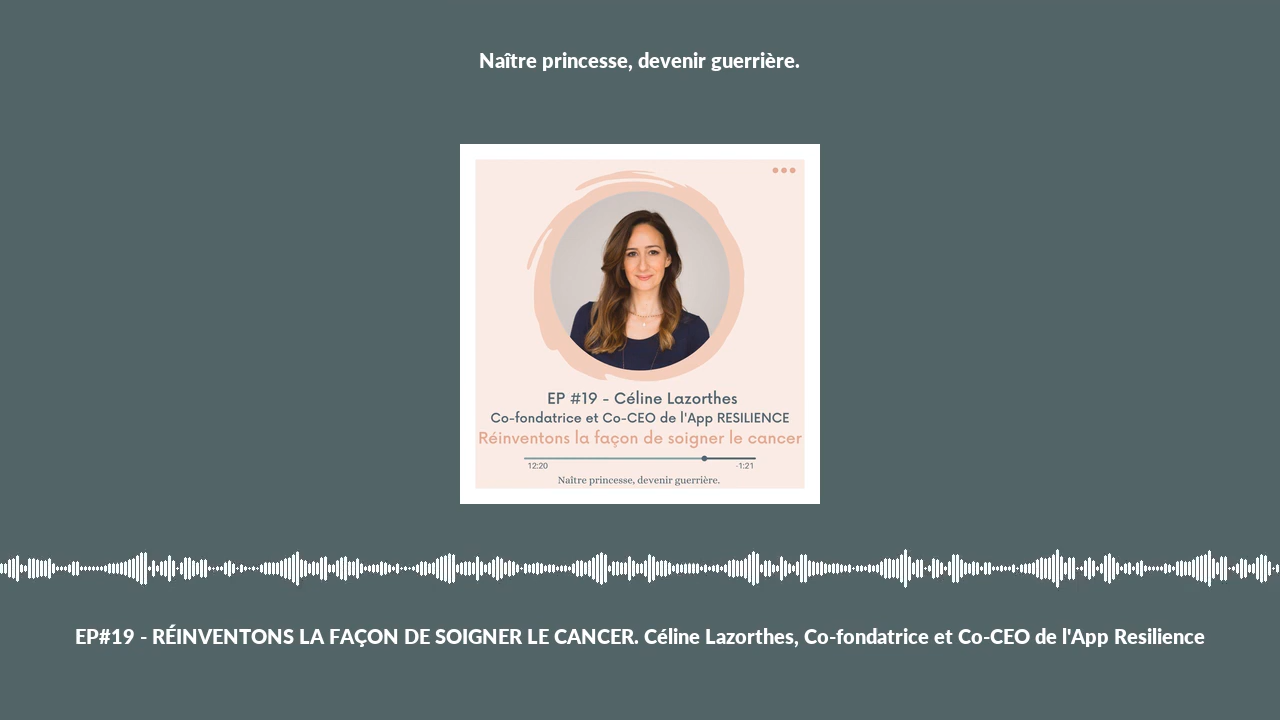 Naître princesse, devenir guerrière.
EP #19 - Céline Lazorthes
Co-fondatrice et Co-CEO de l'App RESILIENCE
Réinventons la façon de soigner le cancer
12:20 -1:21
Naître princesse, devenir guerrière.
EP#19 - RÉINVENTONS LA FAÇON DE SOIGNER LE CANCER. Céline Lazorthes, Co-fondatrice et Co-CEO de l'App Resilience